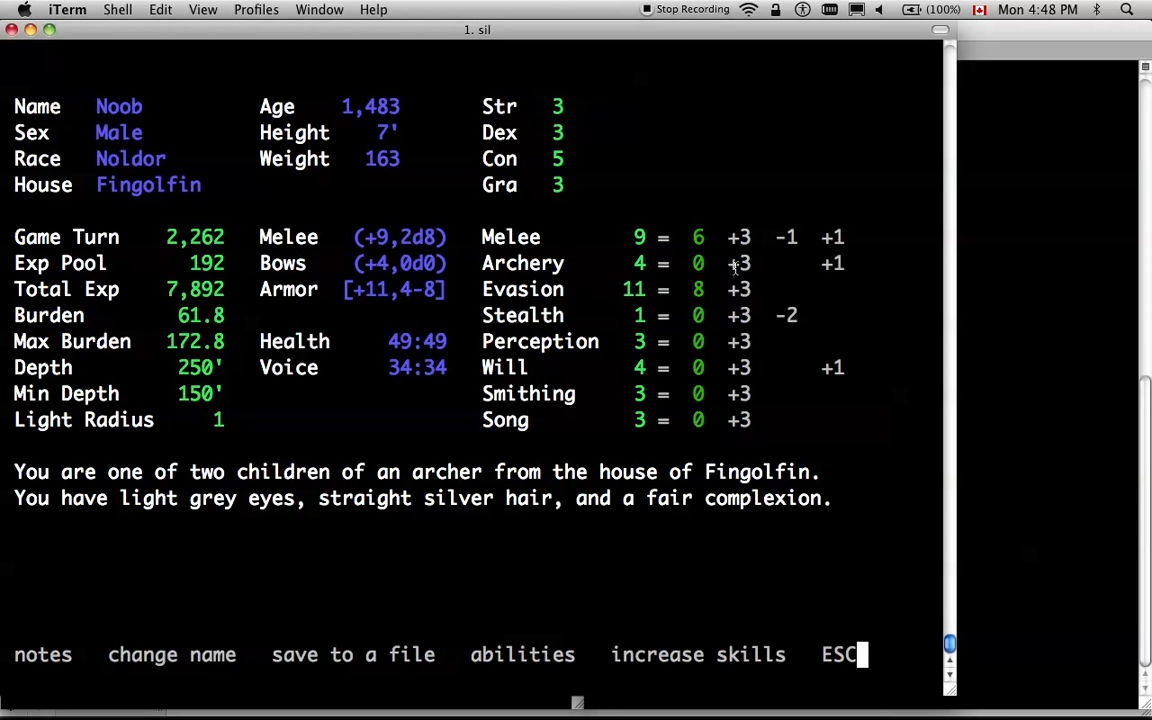 iTerm Shell Edit View Profiles Window Help Stop Recording (100%) Mon 4:48 PM
1. sil
Name Noob Age 1,483 Str 3
Sex Male Height 7' Dex 3
Race Noldor Weight 163 Con 5
House Fingolfin Gra 3
Game Turn 2,262 Melee (+9,2d8) Melee 9 = 6 +3 -1 +1
Exp Pool 192 Bows (+4,0d0) Archery 4 = 0 +3 +1
Total Exp 7,892 Armor [+11,4-8] Evasion 11 = 8 +3
Burden 61.8 Stealth 1 = 0 +3 -2
Max Burden 172.8 Health 49:49 Perception 3 = 0 +3
Depth 250' Voice 34:34 Will 4 = 0 +3 +1
Min Depth 150' Smithing 3 = 0 +3
Light Radius 1 Song 3 = 0 +3
You are one of two children of an archer from the house of Fingolfin.
You have light grey eyes, straight silver hair, and a fair complexion.
notes change name save to a file abilities increase skills ESC